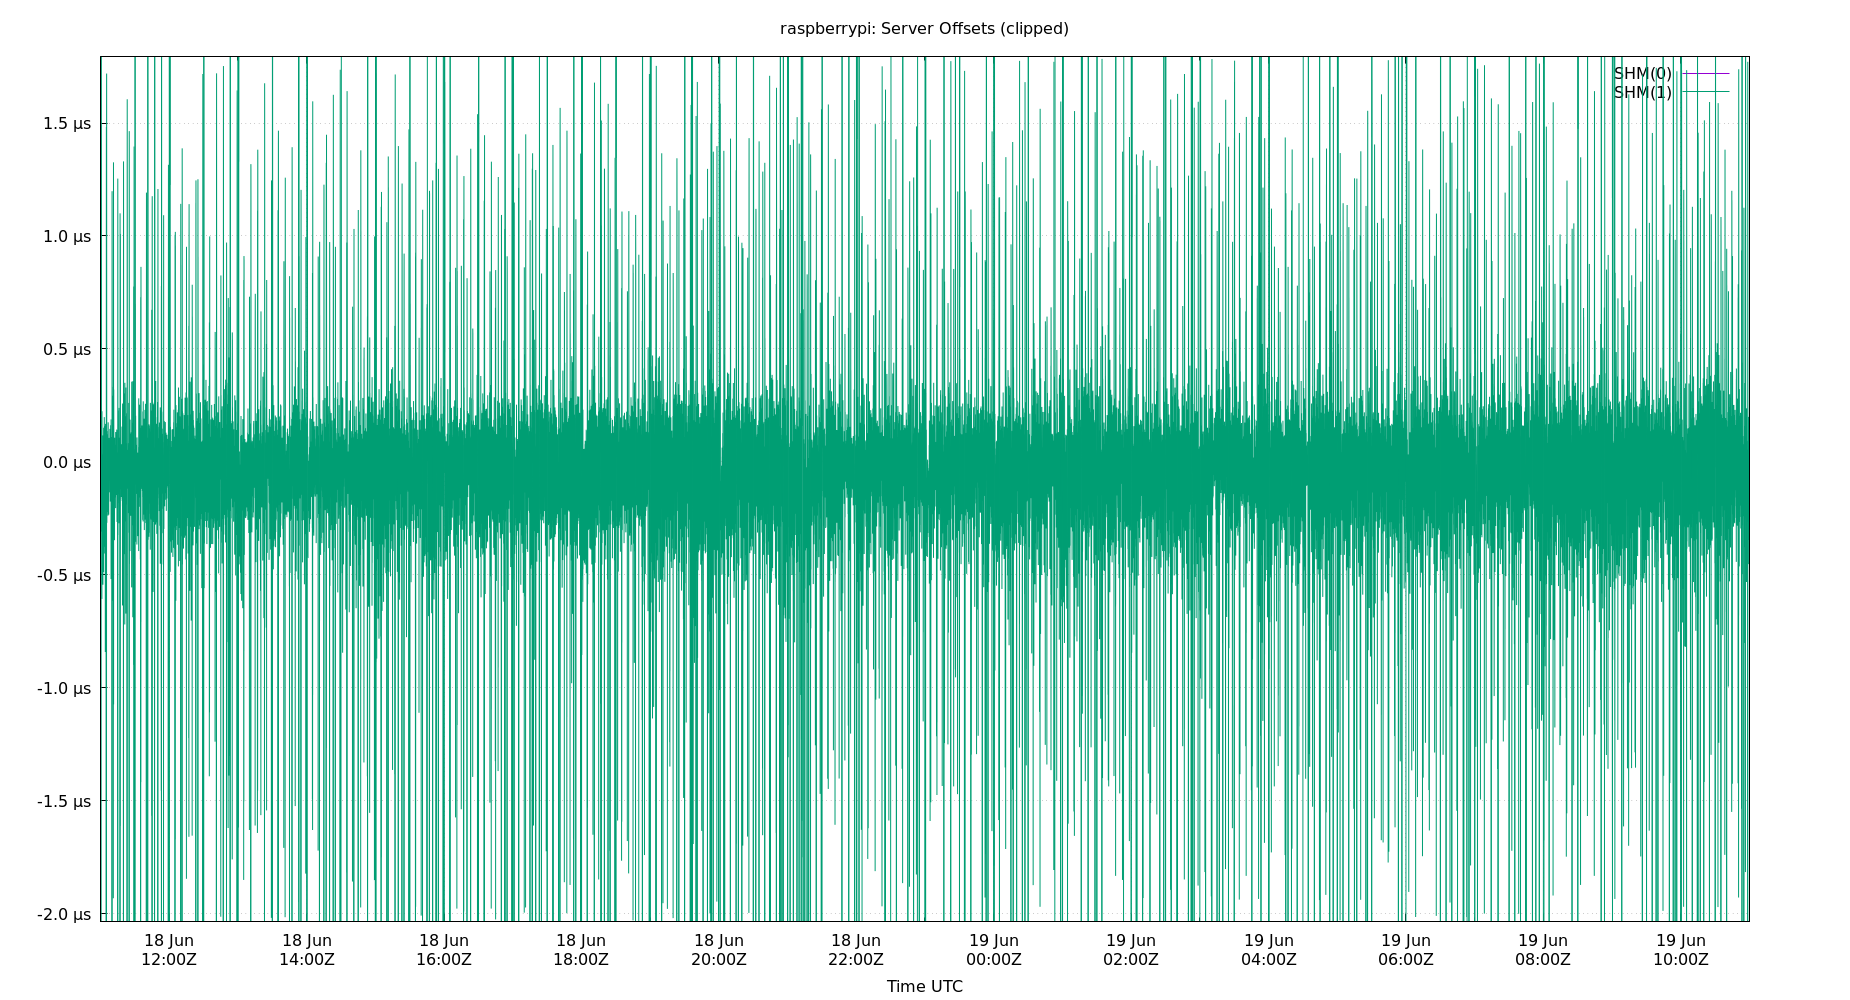 raspberrypi: Server Offsets (clipped)
SHM(0)
SHM(1)
1.5 µs
1.0 µs
0.5 µs
0.0 µs
-0.5 µs
-1.0 µs
-1.5 µs
-2.0 µs
18 Jun 18 Jun 18 Jun 18 Jun 18 Jun 18 Jun 19 Jun 19 Jun 19 Jun 19 Jun 19 Jun 19 Jun
12:00Z 14:00Z 16:00Z 18:00Z 20:00Z 22:00Z 00:00Z 02:00Z 04:00Z 06:00Z 08:00Z 10:00Z
Time UTC